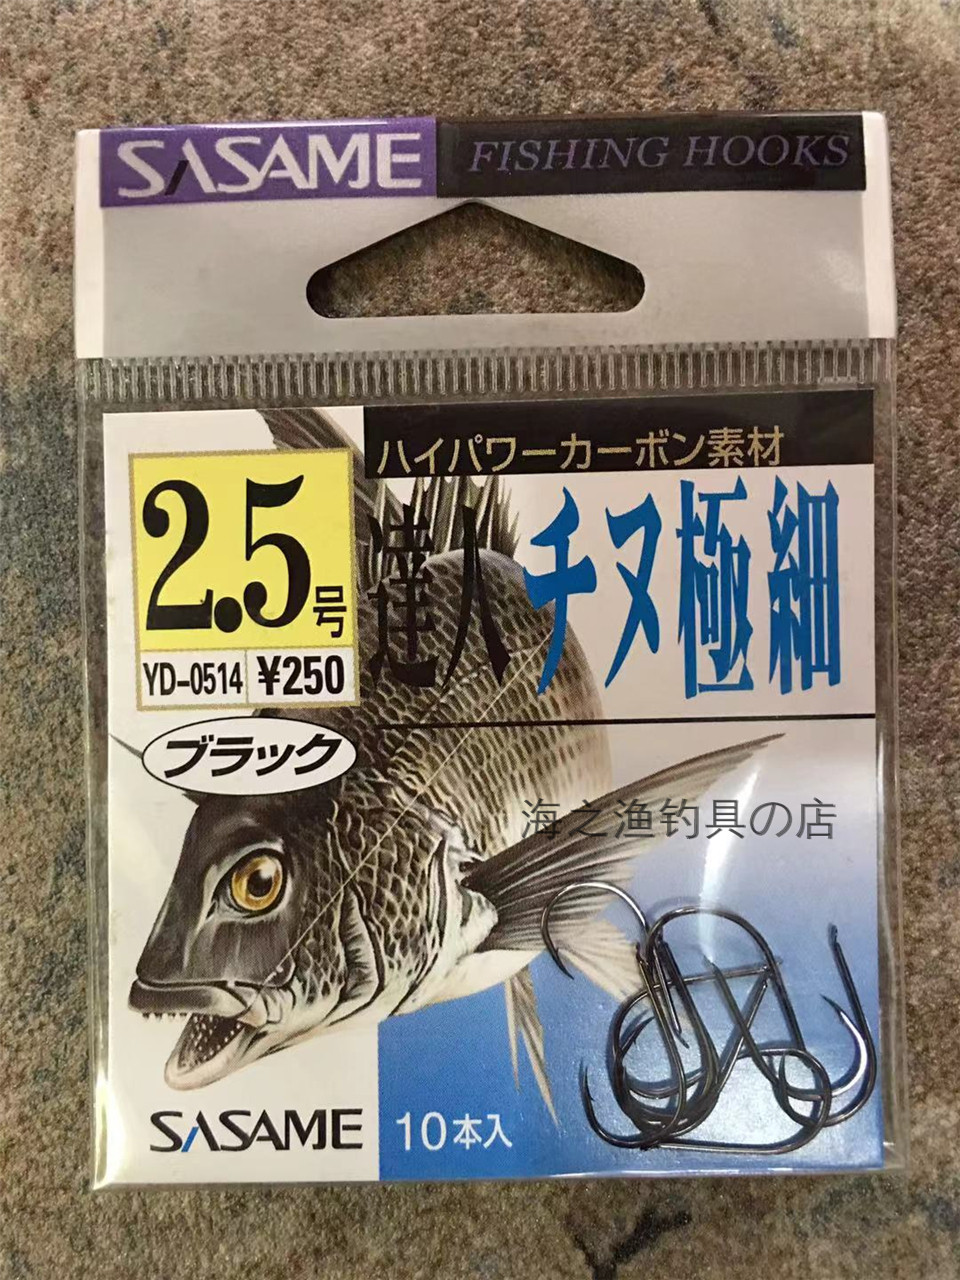 SASAME FISHING HOOKS
ハイパワーカーボン素材
2.5号
達人チヌ極細
YD-0514 ¥250
ブラック
海之渔钓具の店
SASAME
10本入